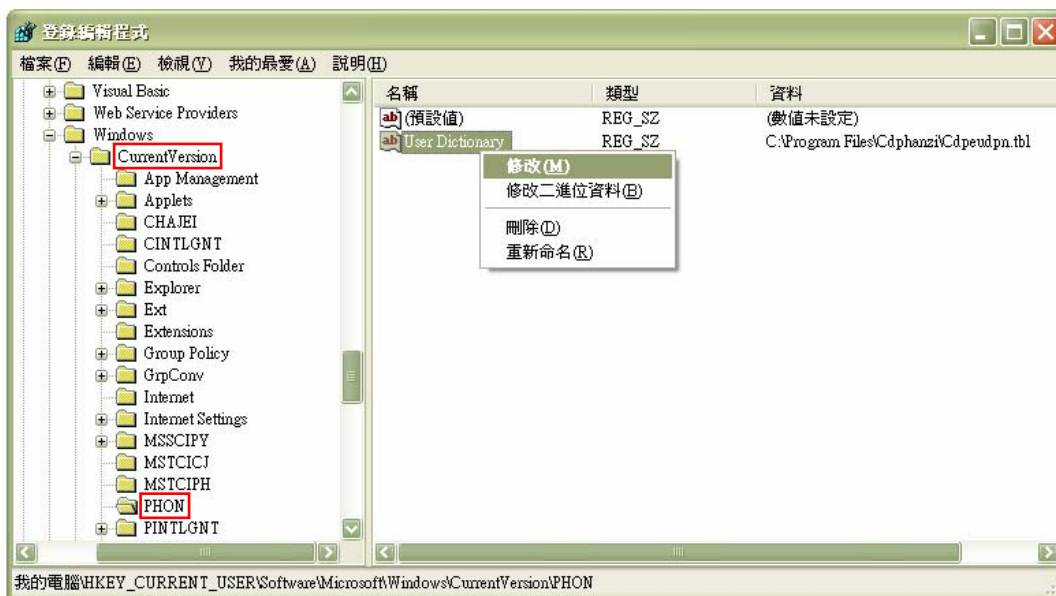 登錄編輯程式
檔案(F) 編輯(E) 檢視(V) 我的最愛(A) 說明(H)
Visual Basic
Web Service Providers
Windows
CurrentVersion
App Management
Applets
CHAJEI
CINTLGNT
Controls Folder
Explorer
Ext
Extensions
Group Policy
GrpConv
Internet
Internet Settings
MSSCIPY
MSTCICJ
MSTCIPH
PHON
PINTLGNT
名稱 類型 資料
ab (預設值) REG_SZ (數值未設定)
ab User Dictionary REG_SZ C:\Program Files\Cdphanzi\Cdpeudpn.tbl
修改(M)
修改二進位資料(B)
刪除(D)
重新命名(R)
我的電腦\HKEY_CURRENT_USER\Software\Microsoft\Windows\CurrentVersion\PHON